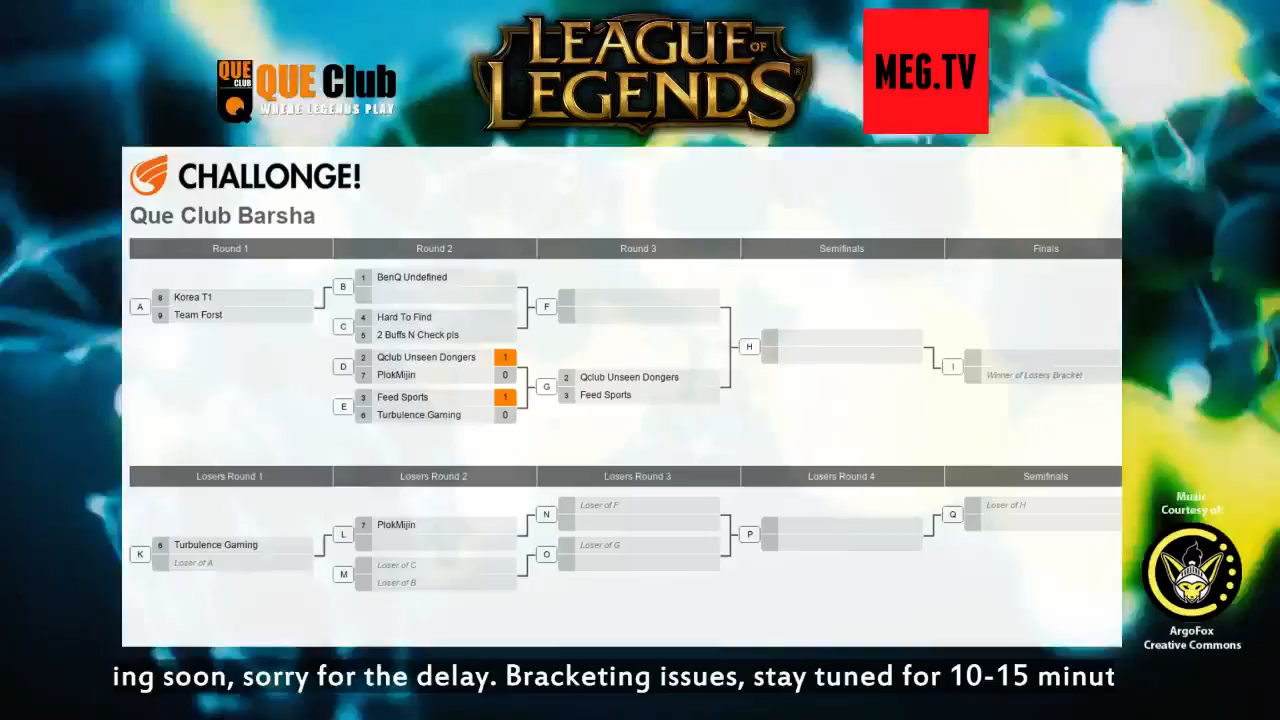 LEAGUE OF
LEGENDS®
QUE
CLUB
QUE Club
WHERE LEGENDS PLAY
MEG.TV
CHALLONGE!
Que Club Barsha
Round 1
Round 2
Round 3
Semifinals
Finals
A
8 Korea T1
9 Team Forst
B
1 BenQ Undefined
C
4 Hard To Find
5 2 Buffs N Check pls
D
2 Qclub Unseen Dongers 1
7 PlokMijin 0
E
3 Feed Sports 1
6 Turbulence Gaming 0
F
G
2 Qclub Unseen Dongers
3 Feed Sports
H
I
Winner of Losers Bracket
Losers Round 1
Losers Round 2
Losers Round 3
Losers Round 4
Semifinals
K
6 Turbulence Gaming
Loser of A
L
7 PlokMijin
M
Loser of C
Loser of B
N
Loser of F
O
Loser of G
P
Q
Loser of H
Music
Courtesy of:
ArgoFox
Creative Commons
ing soon, sorry for the delay. Bracketing issues, stay tuned for 10-15 minut